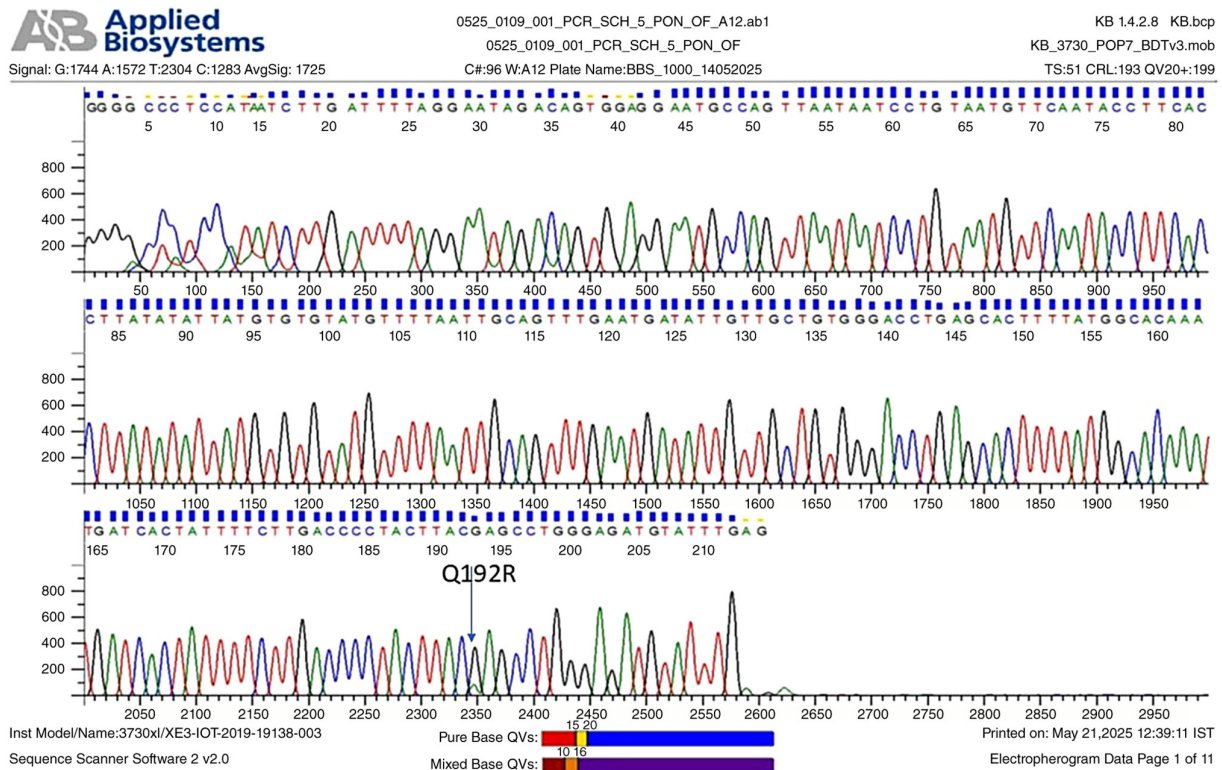 AB Applied Biosystems
0525_0109_001_PCR_SCH_5_PON_OF_A12.ab1
KB 1.4.2.8 KB.bcp
0525_0109_001_PCR_SCH_5_PON_OF
KB_3730_POP7_BDTv3.mob
Signal: G:1744 A:1572 T:2304 C:1283 AvgSig: 1725
C#:96 W:A12 Plate Name:BBS_1000_14052025
TS:51 CRL:193 QV20+:199
GGGG CCCTCCATAATCTTG ATTTTAGGAATAGACAGTGGAGGAATGCCAG TTAATAATCCTG TAATGTTCAATACCTTCAC
5 10 15 20 25 30 35 40 45 50 55 60 65 70 75 80
800
600
400
200
50 100 150 200 250 300 350 400 450 500 550 600 650 700 750 800 850 900 950
CTTATATATTATGTGTGTATGTTTTAATTGCAGTTTGAATGATATTGTTGCTGTGGGACCTGAGCACTTTTATGGCACAAA
85 90 95 100 105 110 115 120 125 130 135 140 145 150 155 160
800
600
400
200
1050 1100 1150 1200 1250 1300 1350 1400 1450 1500 1550 1600 1650 1700 1750 1800 1850 1900 1950
TGATCACTATTTTCTTGACCCCTACTTACGAGCCTGGGAGATGTATTTGAG
165 170 175 180 185 190 195 200 205 210
Q192R
800
600
400
200
2050 2100 2150 2200 2250 2300 2350 2400 2450 2500 2550 2600 2650 2700 2750 2800 2850 2900 2950
Inst Model/Name:3730xl/XE3-IOT-2019-19138-003
15 20
Pure Base QVs:
Printed on: May 21,2025 12:39:11 IST
Sequence Scanner Software 2 v2.0
10 16
Mixed Base QVs:
Electropherogram Data Page 1 of 11